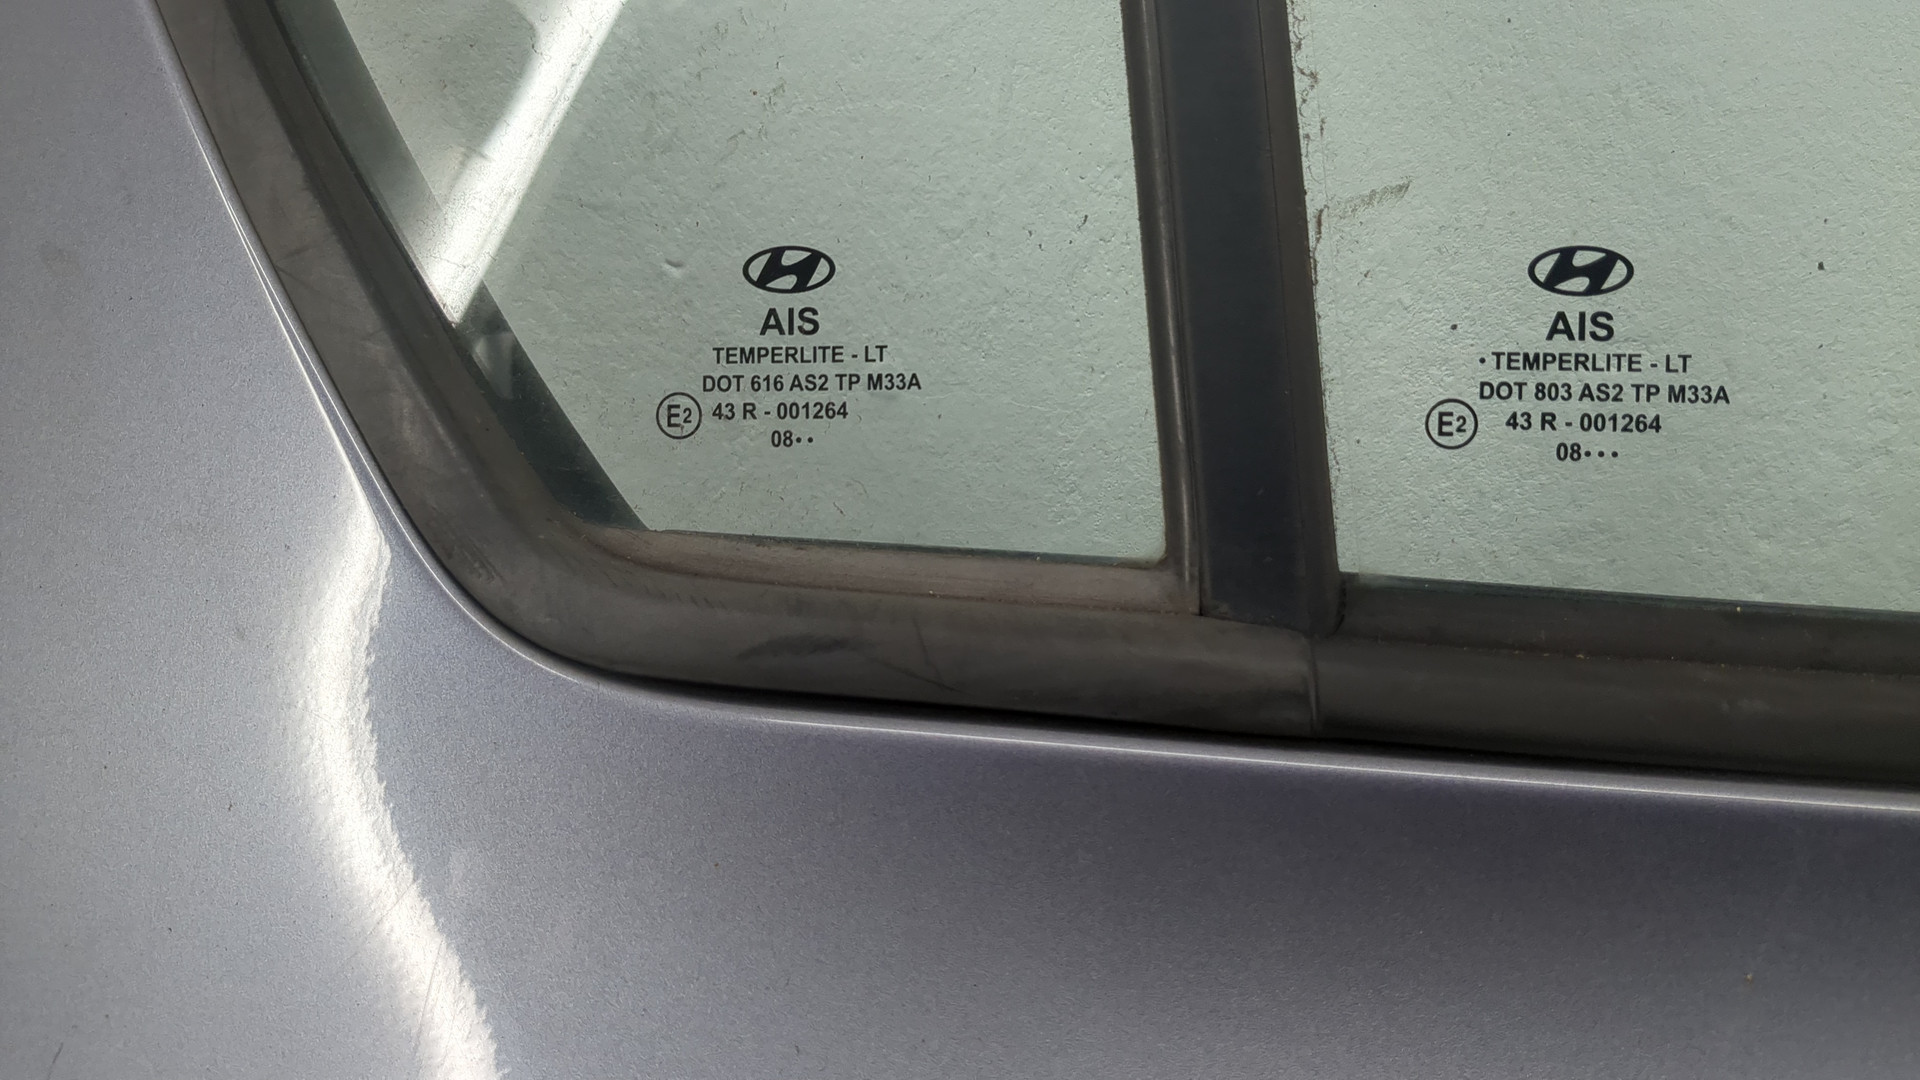 AIS
TEMPERLITE - LT
DOT 616 AS2 TP M33A
E2 43 R - 001264
08••
AIS
•TEMPERLITE - LT
DOT 803 AS2 TP M33A
E2 43 R - 001264
08•••